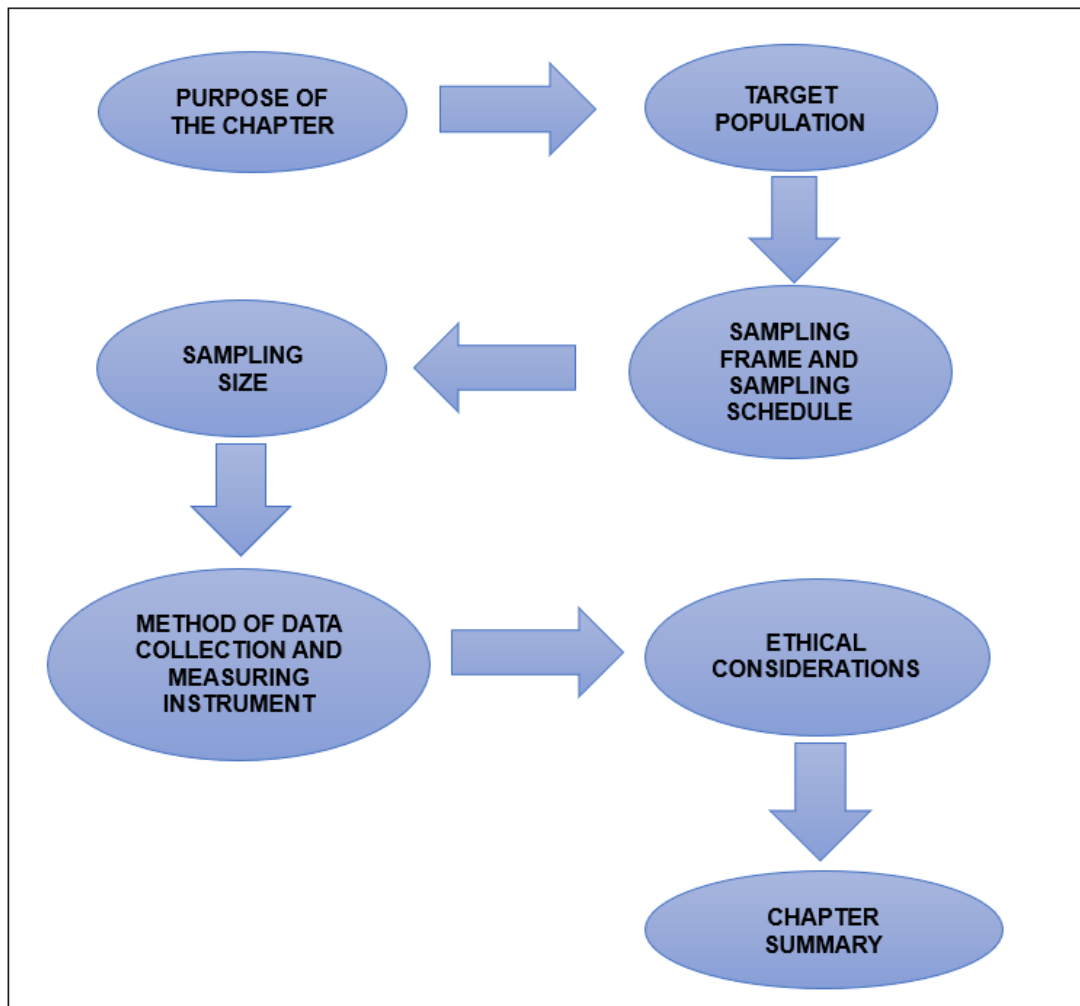 PURPOSE OF
THE CHAPTER
TARGET
POPULATION
SAMPLING
FRAME AND
SAMPLING
SCHEDULE
SAMPLING
SIZE
METHOD OF DATA
COLLECTION AND
MEASURING
INSTRUMENT
ETHICAL
CONSIDERATIONS
CHAPTER
SUMMARY